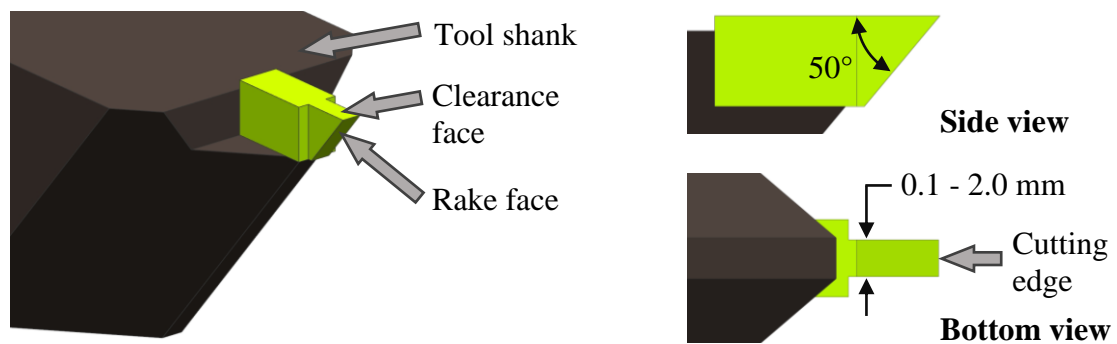 Tool shank
Clearance
face
Rake face
50°
Side view
0.1 - 2.0 mm
Cutting
edge
Bottom view